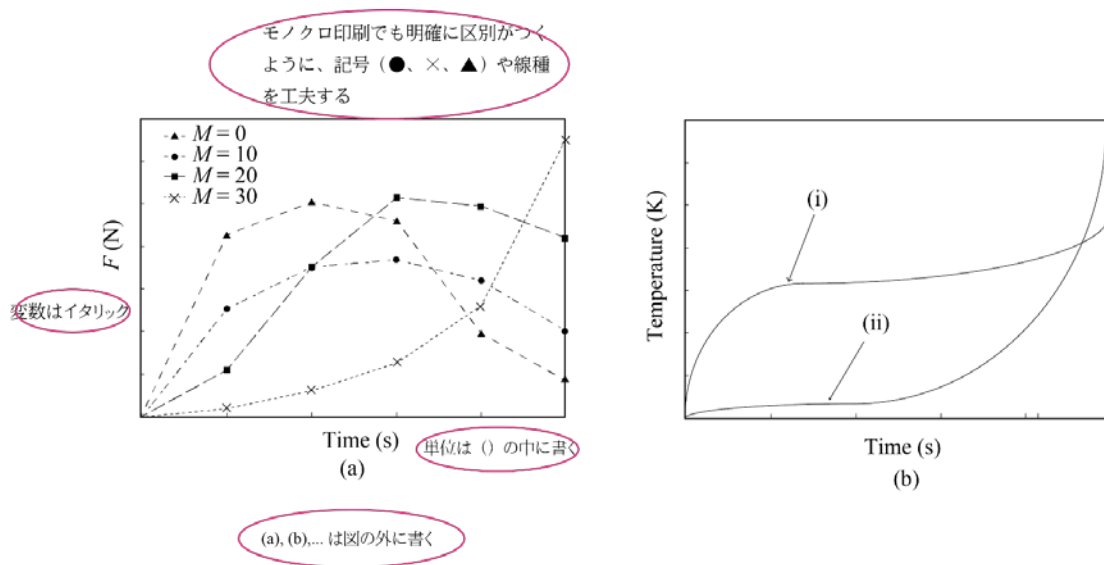 モノクロ印刷でも明確に区別がつく
ように、記号（●、×、▲）や線種
を工夫する
M = 0
M = 10
M = 20
M = 30
F (N)
変数はイタリック
Time (s)
単位は（）の中に書く
(a)
(a), (b),... は図の外に書く
(i)
(ii)
Temperature (K)
Time (s)
(b)